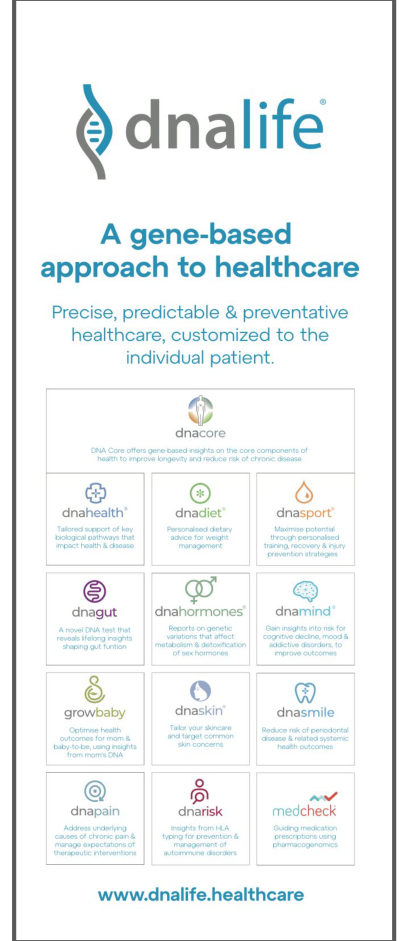 dnalife®
A gene-based
approach to healthcare
Precise, predictable & preventative
healthcare, customized to the
individual patient.
dnacore
DNA Core offers gene-based insights on the core components of
health to improve longevity and reduce risk of chronic disease
dnahealth®
Tailored support of key
biological pathways that
impact health & disease
dnadiet®
Personalised dietary
advice for weight
management
dnasport®
Maximise potential
through personalised
training, recovery & injury
prevention strategies
dnagut
A novel DNA test that
reveals lifelong insights
shaping gut funtion
dnahormones®
Reports on genetic
variations that affect
metabolism & detoxification
of sex hormones
dnamind®
Gain insights into risk for
cognitive decline, mood &
addictive disorders, to
improve outcomes
growbaby
Optimise health
outcomes for mom &
baby-to-be, using insights
from mom's DNA
dnaskin®
Tailor your skincare
and target common
skin concerns
dnasmile
Reduce risk of periodontal
disease & related systemic
health outcomes
dnapain
Address underlying
causes of chronic pain &
manage expectations of
therapeutic interventions
dnarisk
Insights from HLA
typing for prevention &
management of
autoimmune disorders
medcheck
Guiding medication
prescriptions using
pharmacogenomics
www.dnalife.healthcare